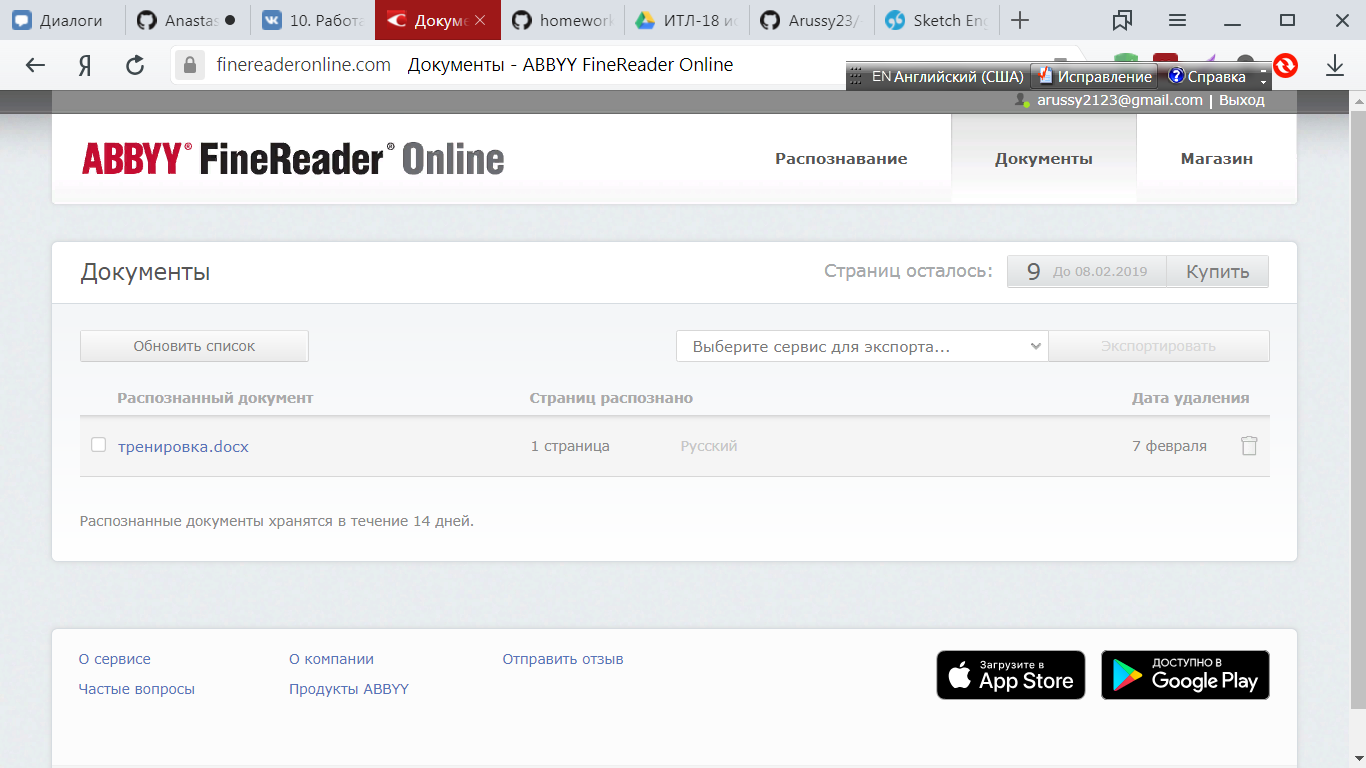 Диалоги Anastas 10. Работа Докуме homework ИТЛ-18 ис Arussy23/ Sketch Eng
Я finereaderonline.com Документы - ABBYY FineReader Online
EN Английский (США) Исправление Справка
arussy2123@gmail.com | Выход
ABBYY® FineReader® Online Распознавание Документы Магазин
Документы Страниц осталось: 9 До 08.02.2019 Купить
Обновить список Выберите сервис для экспорта... Экспортировать
Распознанный документ Страниц распознано Дата удаления
тренировка.docx 1 страница Русский 7 февраля
Распознанные документы хранятся в течение 14 дней.
О сервисе О компании Отправить отзыв
Частые вопросы Продукты ABBYY
Загрузите в App Store
ДОСТУПНО В Google Play